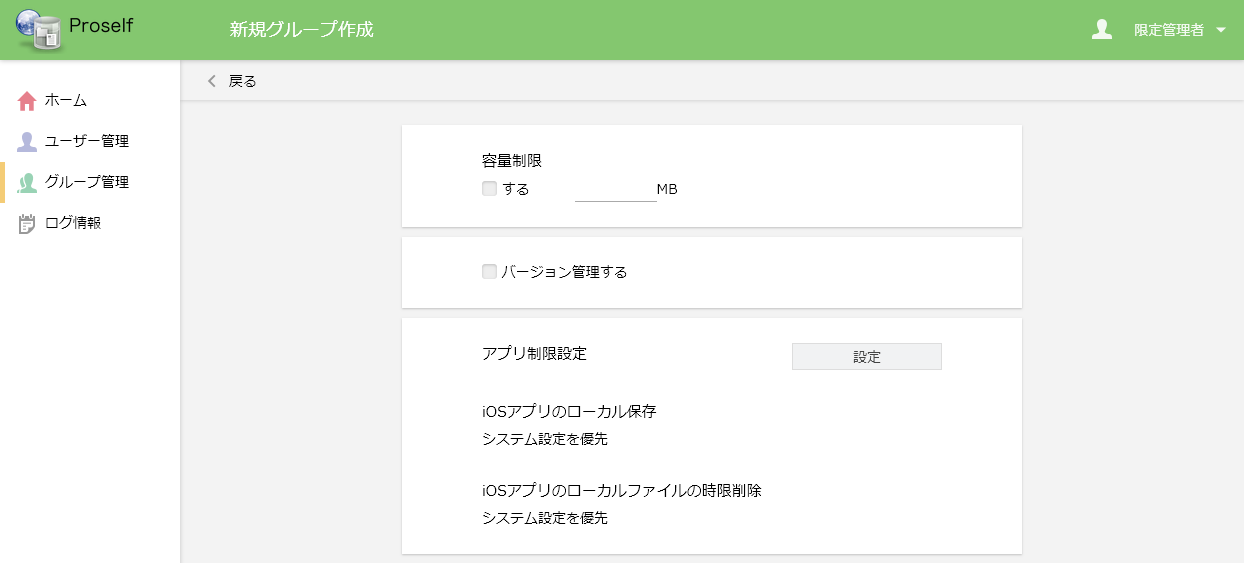 Proself
新規グループ作成
限定管理者
戻る
ホーム
ユーザー管理
グループ管理
ログ情報
容量制限
する MB
バージョン管理する
アプリ制限設定
設定
iOSアプリのローカル保存
システム設定を優先
iOSアプリのローカルファイルの時限削除
システム設定を優先